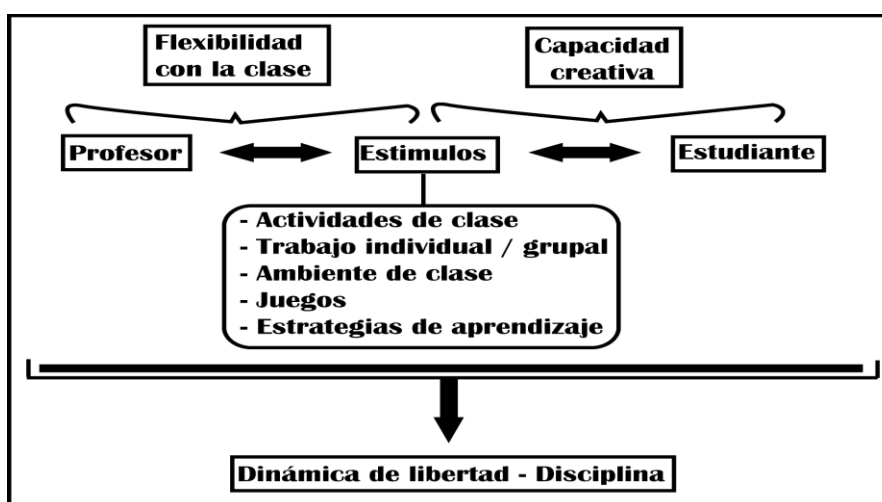 Flexibilidad
con la clase
Capacidad
creativa
Profesor
Estimulos
Estudiante
- Actividades de clase
- Trabajo individual / grupal
- Ambiente de clase
- Juegos
- Estrategias de aprendizaje
Dinámica de libertad - Disciplina